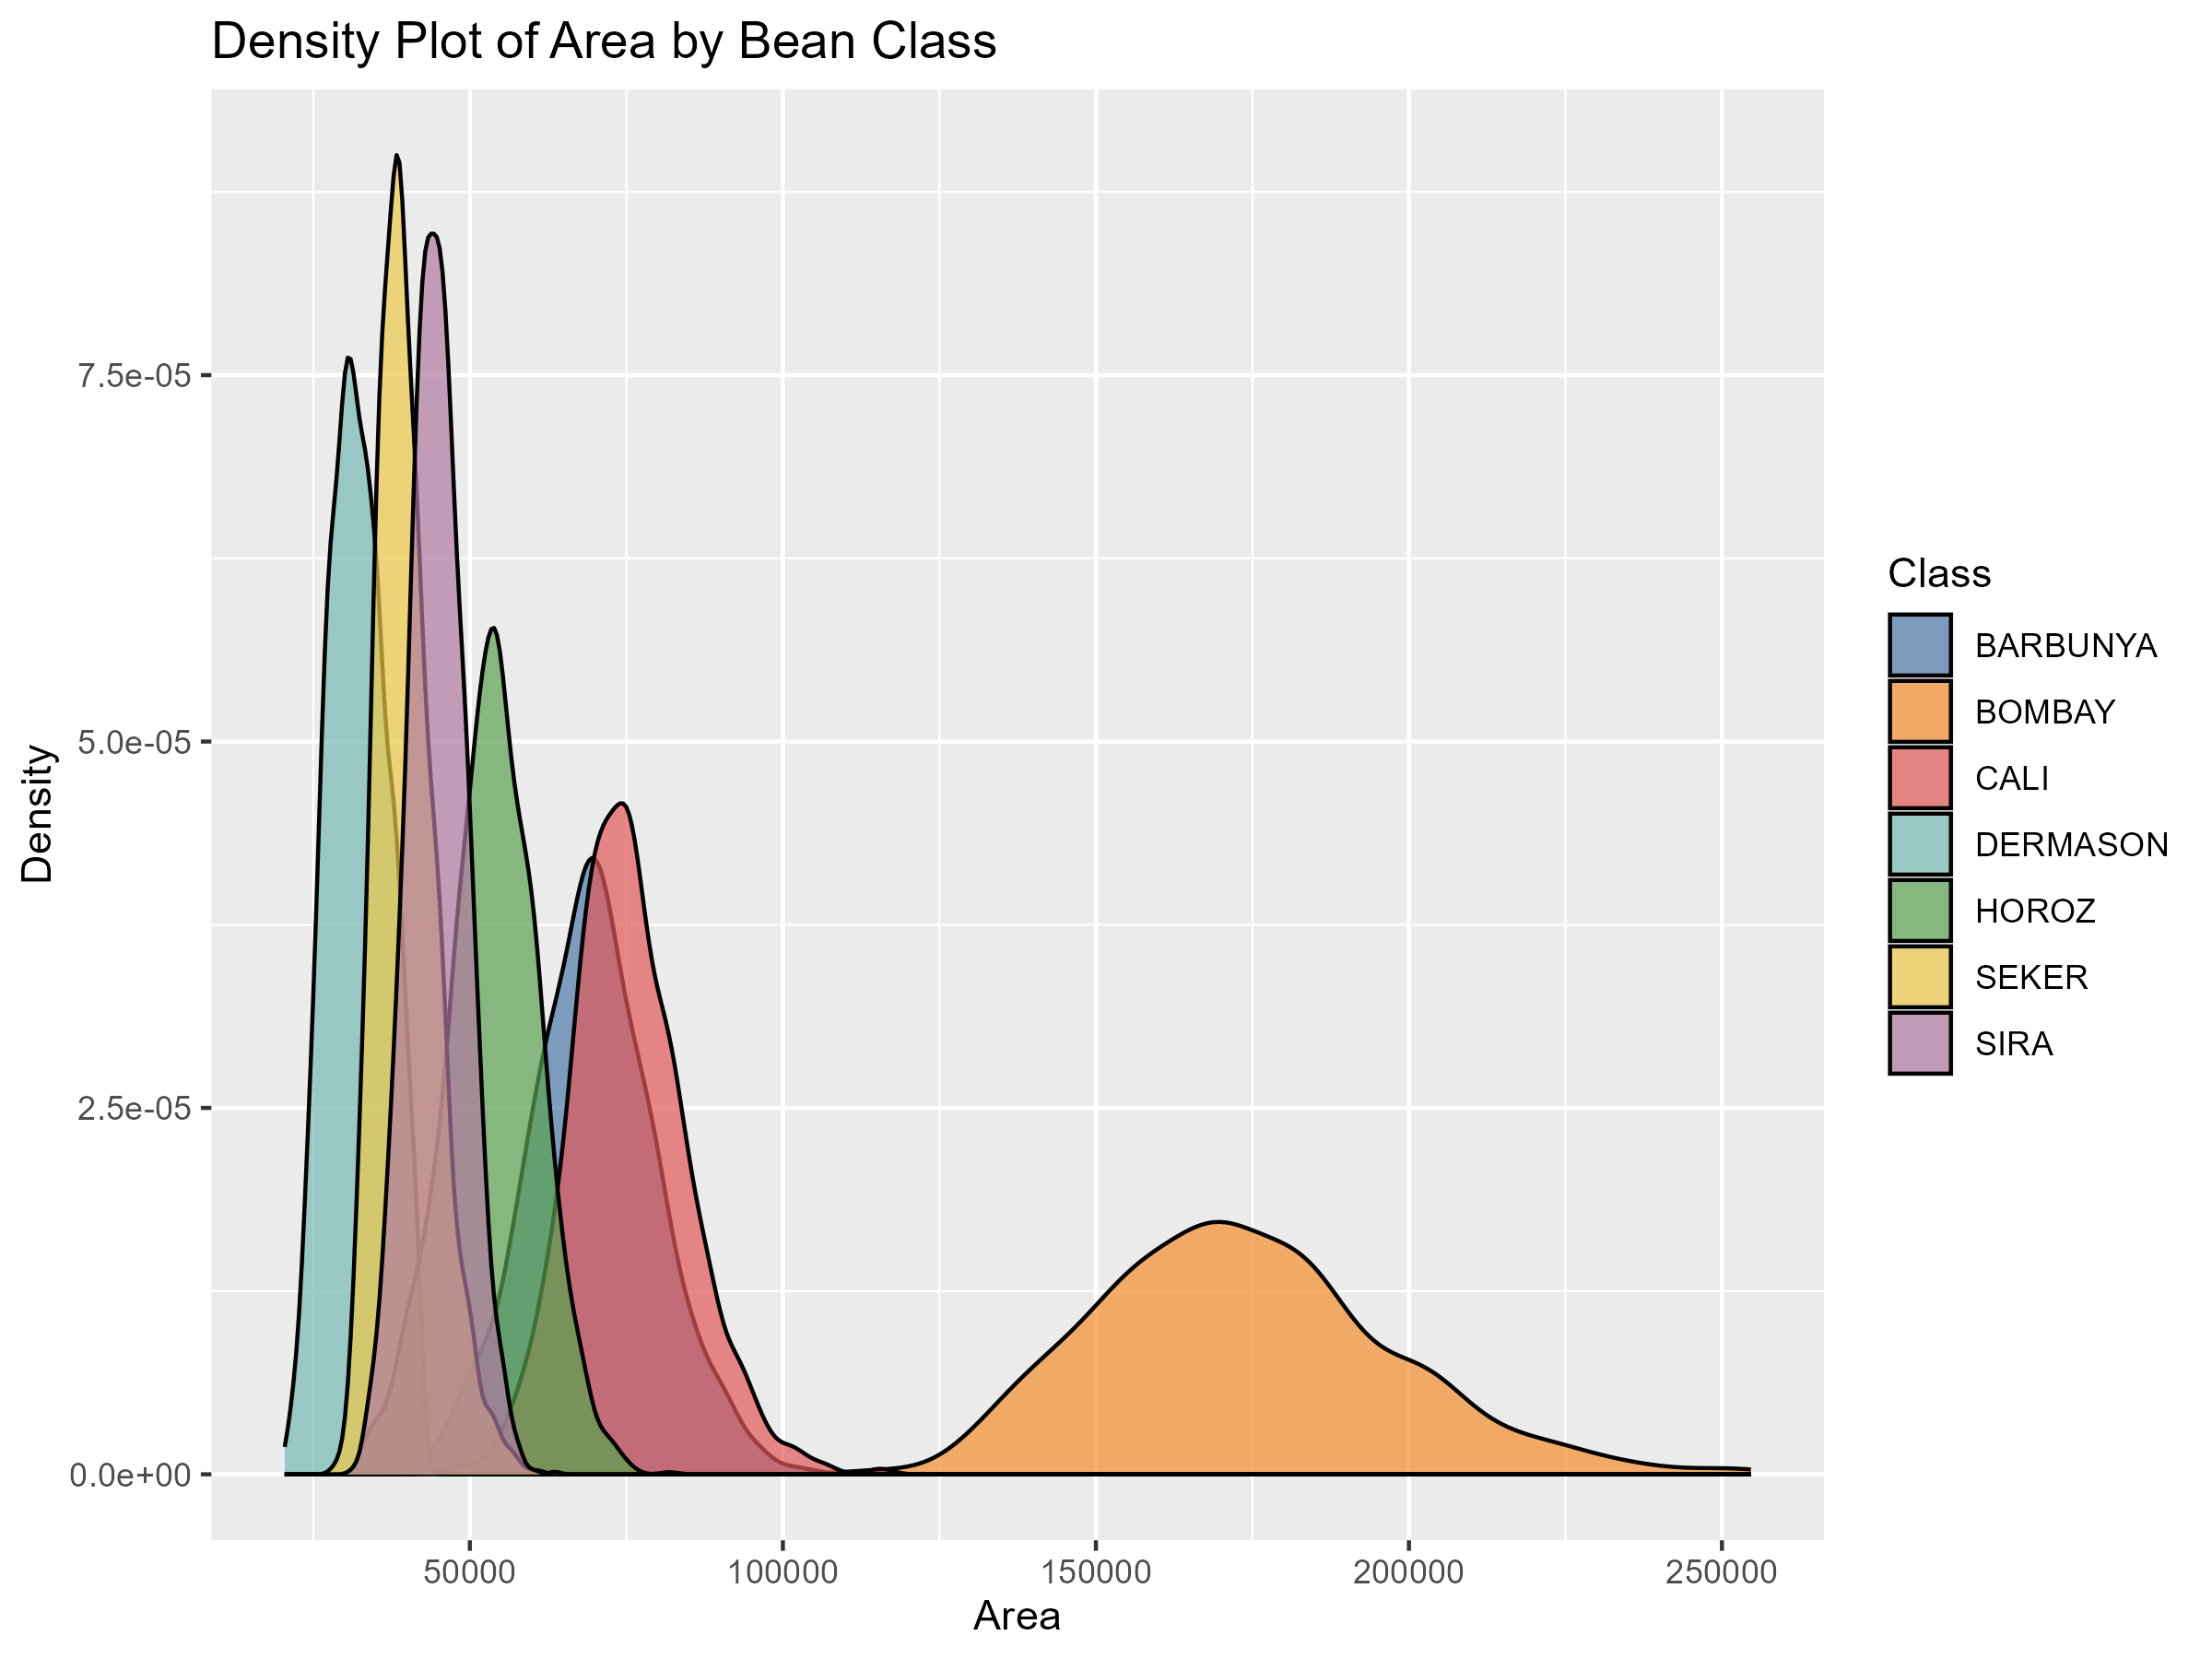 Density Plot of Area by Bean Class
Density
7.5e-05
5.0e-05
2.5e-05
0.0e+00
50000
100000
150000
200000
250000
Area
Class
BARBUNYA
BOMBAY
CALI
DERMASON
HOROZ
SEKER
SIRA